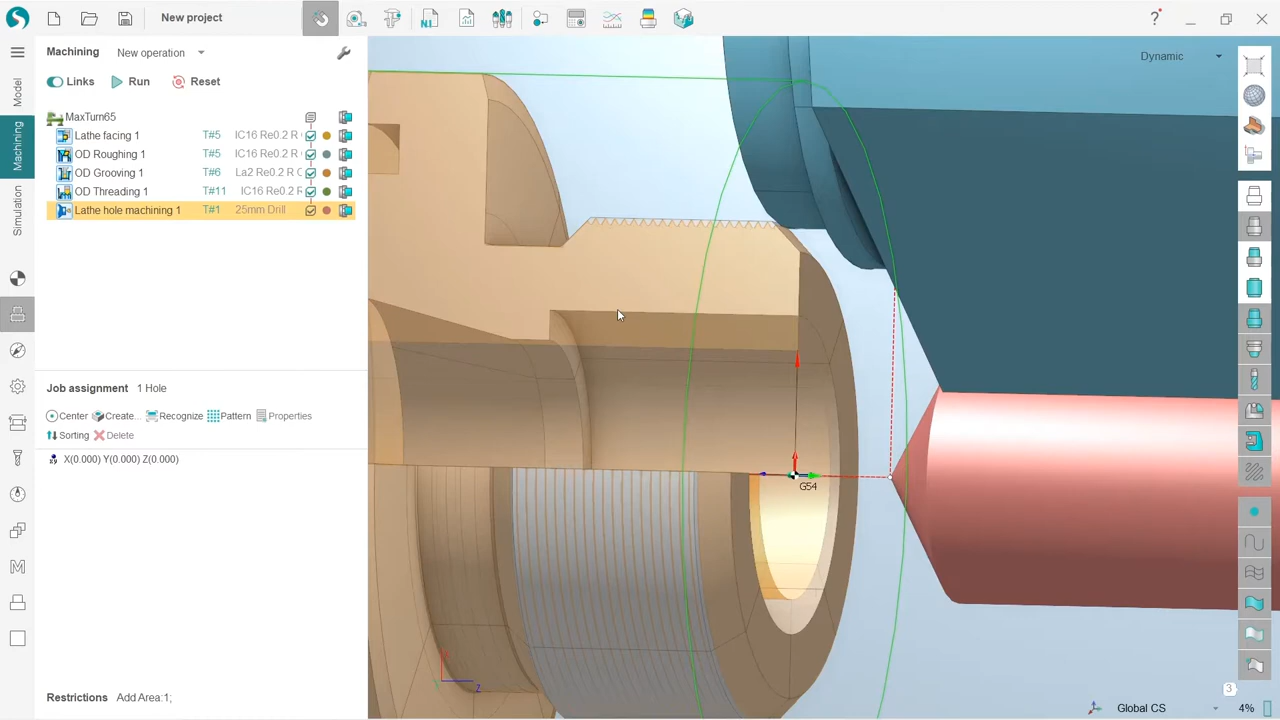 New project
Machining
New operation
Links
Run
Reset
MaxTurn65
Lathe facing 1 T#5 IC16 Re0.2 R
OD Roughing 1 T#5 IC16 Re0.2 R
OD Grooving 1 T#6 La2 Re0.2 R
OD Threading 1 T#11 IC16 Re0.2 R
Lathe hole machining 1 T#1 25mm Drill
Model
Machining
Simulation
Job assignment 1 Hole
Center
Create...
Recognize
Pattern
Properties
Sorting
Delete
X(0.000) Y(0.000) Z(0.000)
Restrictions Add Area:1;
Dynamic
G54
Z
3
Global CS
4%